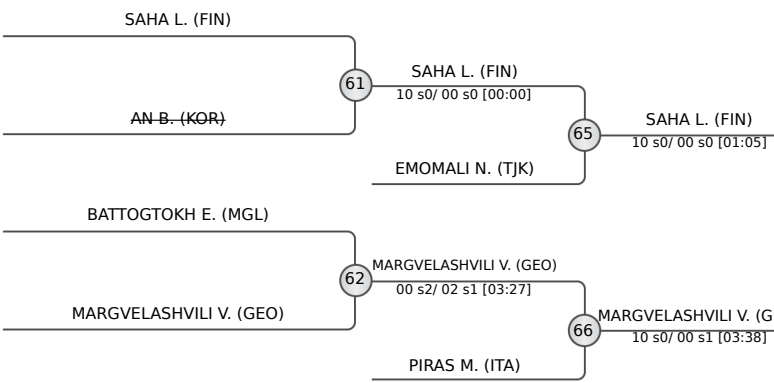 SAHA L. (FIN)
61
SAHA L. (FIN)
10 s0/ 00 s0 [00:00]
AN B. (KOR)
65
SAHA L. (FIN)
10 s0/ 00 s0 [01:05]
EMOMALI N. (TJK)
BATTOGTOKH E. (MGL)
62
MARGVELASHVILI V. (GEO)
00 s2/ 02 s1 [03:27]
MARGVELASHVILI V. (GEO)
66
MARGVELASHVILI V. (G
10 s0/ 00 s1 [03:38]
PIRAS M. (ITA)